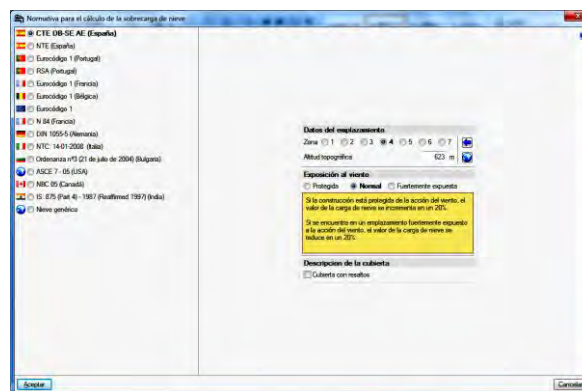 Normativa para el cálculo de la sobrecarga de nieve
CTE DB-SE AE (España)
NTE (España)
Eurocódigo 1 (Portugal)
RSA (Portugal)
Eurocódigo 1 (Francia)
Eurocódigo 1 (Bélgica)
Eurocódigo 1
N 84 (Francia)
DIN 1055-5 (Alemania)
NTC: 14-01-2008 (Italia)
Ordenanza nº3 (21 de julio de 2004) (Bulgaria)
ASCE 7 - 05 (USA)
NBC 05 (Canadá)
IS: 875 (Part 4) - 1987 (Reaffirmed 1997) (India)
Nieve genérico
Datos del emplazamiento
Zona 1 2 3 4 5 6 7
Altitud topográfica 623 m
Exposición al viento
Protegida Normal Fuertemente expuesta
Si la construcción está protegida de la acción del viento, el
valor de la carga de nieve se incrementa en un 20%.
Si se encuentra en un emplazamiento fuertemente expuesto
a la acción del viento, el valor de la carga de nieve se
reduce en un 20%.
Descripcion de la cubierta
Cubierta con resaltos
Aceptar Cancelar